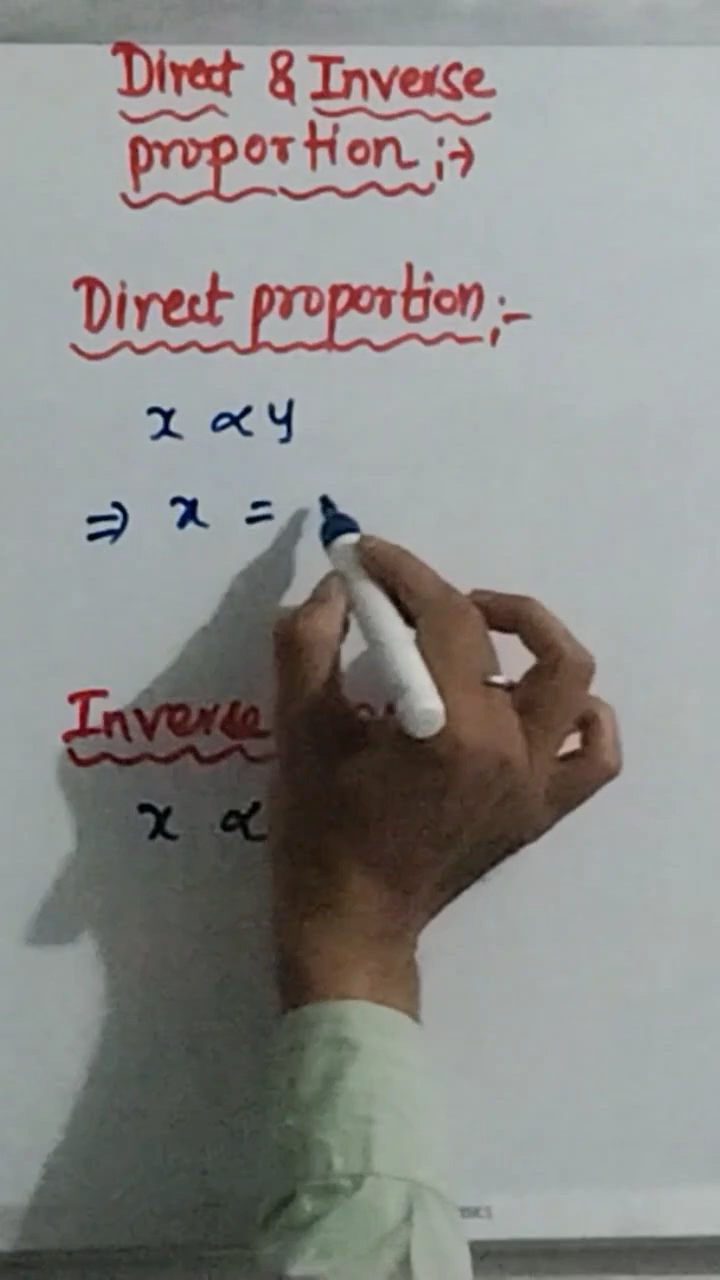 Direct & Inverse
proportion :→
Direct proportion :-
x ∝ y
⇒ x =
Inverse
x ∝